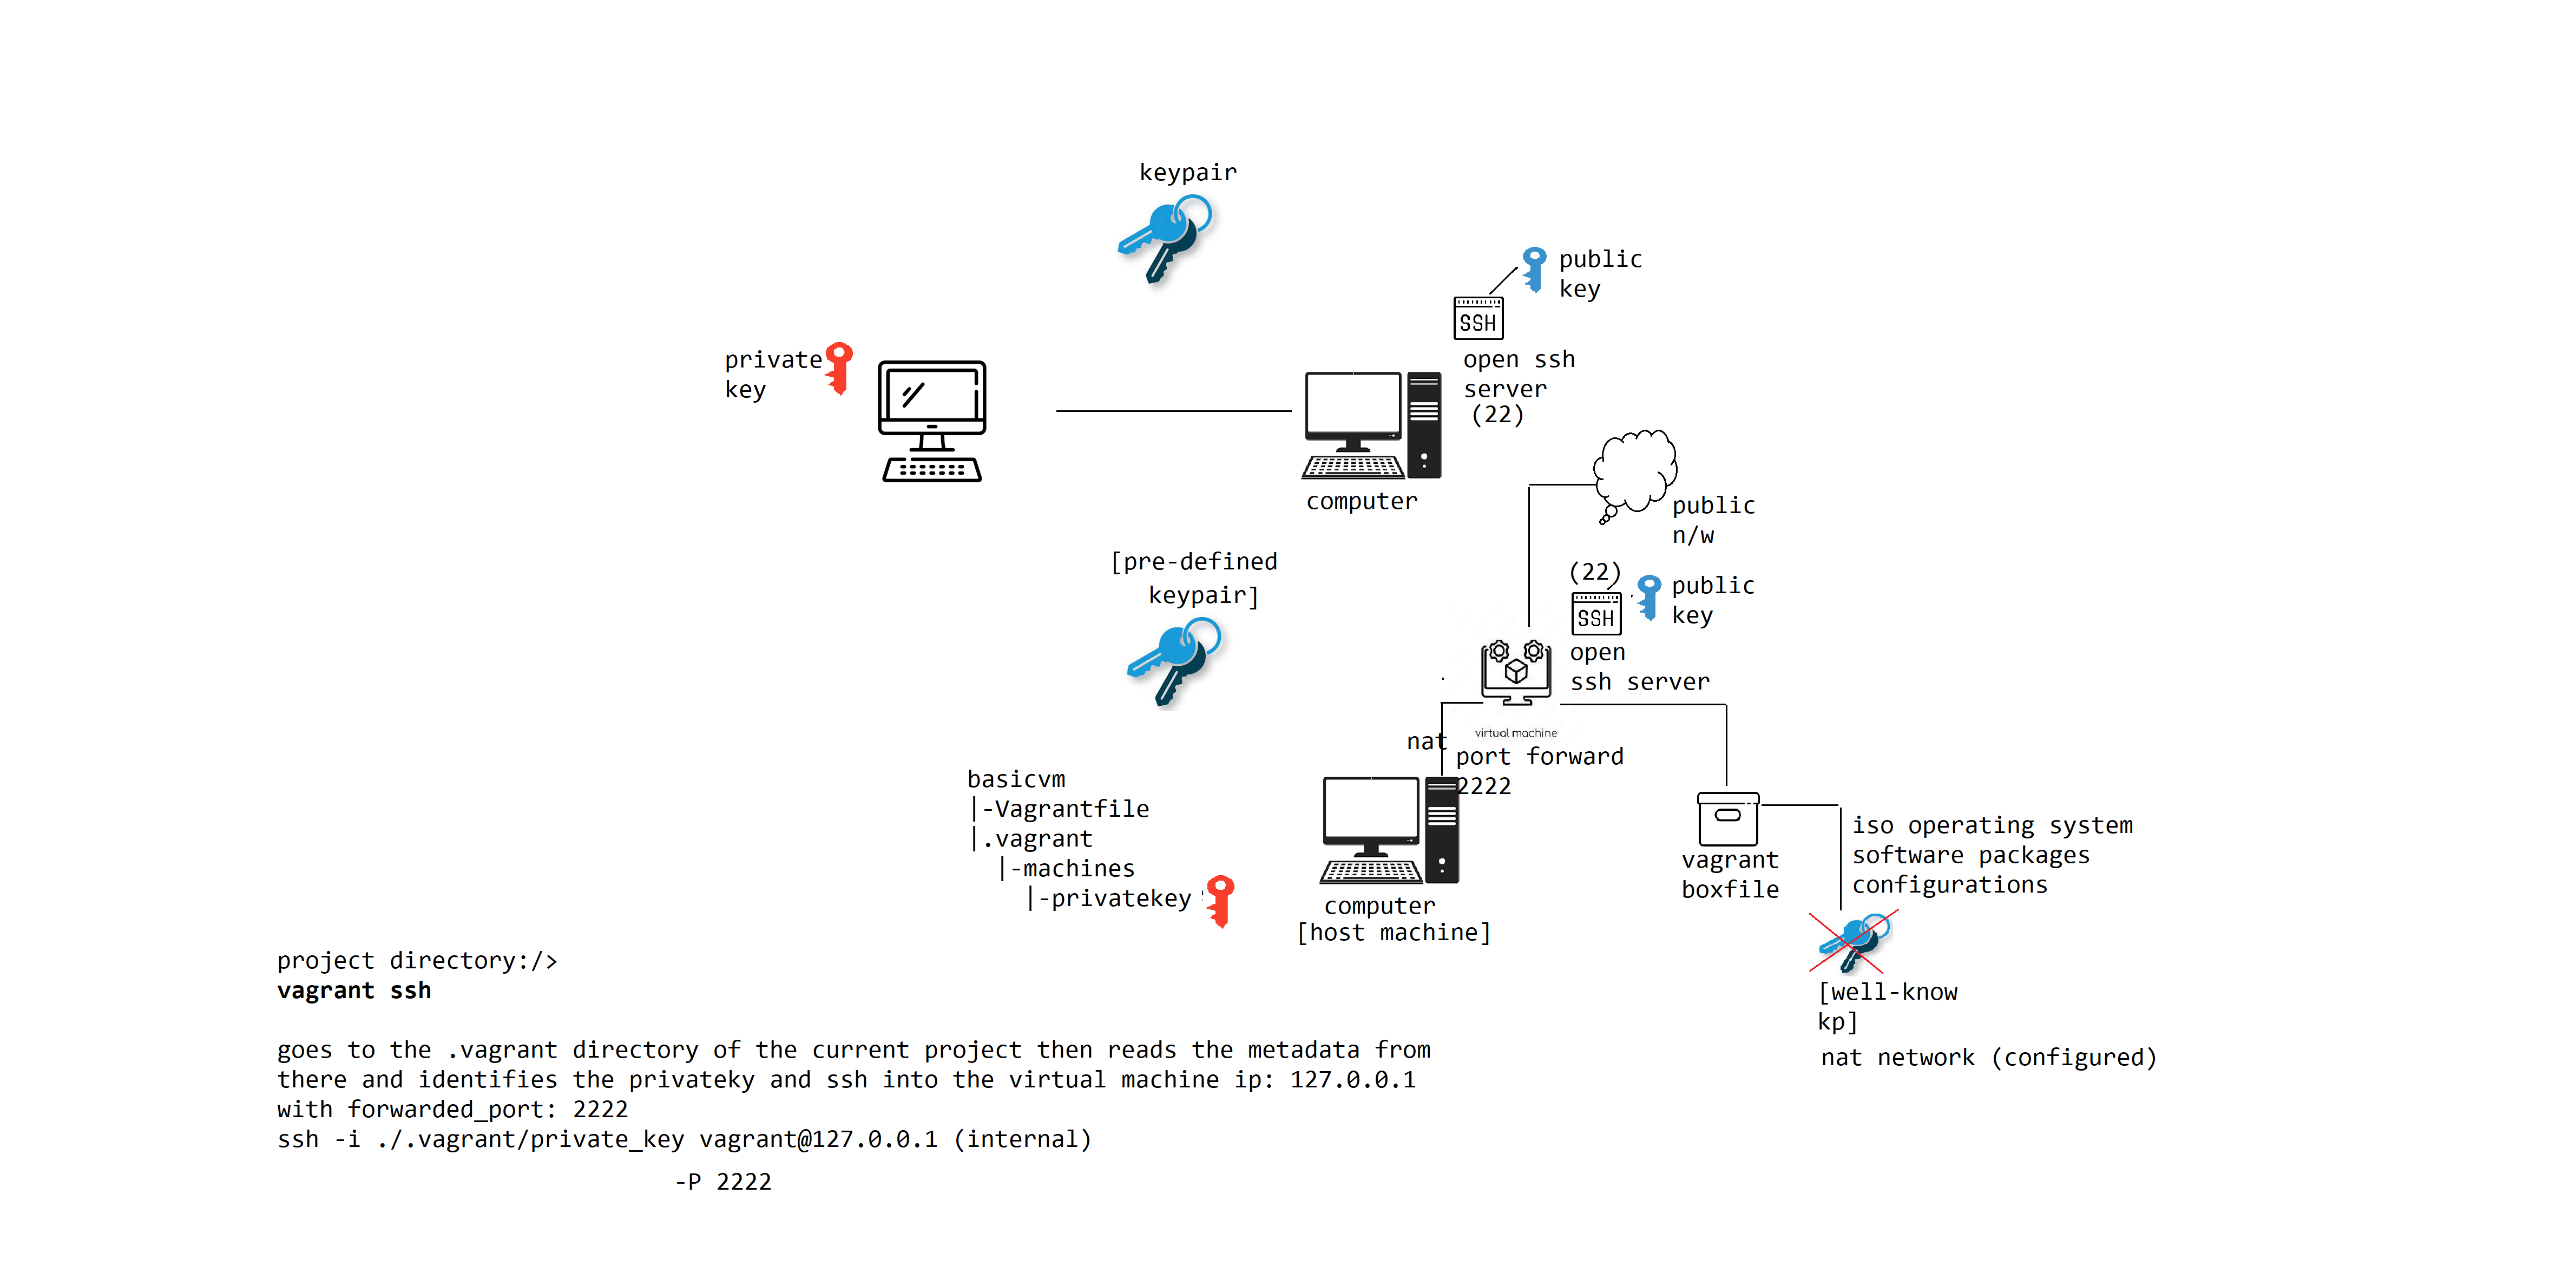 keypair
public
key
SSH
private
key
open ssh
server
(22)
computer
public
n/w
[pre-defined
keypair]
(22)
public
key
SSH
open
ssh server
virtual machine
nat
port forward
2222
basicvm
|-Vagrantfile
|.vagrant
|-machines
|-privatekey
computer
[host machine]
vagrant
boxfile
iso operating system
software packages
configurations
[well-know
kp]
nat network (configured)
project directory:/>
vagrant ssh
goes to the .vagrant directory of the current project then reads the metadata from
there and identifies the privateky and ssh into the virtual machine ip: 127.0.0.1
with forwarded_port: 2222
ssh -i ./.vagrant/private_key vagrant@127.0.0.1 (internal)
-P 2222